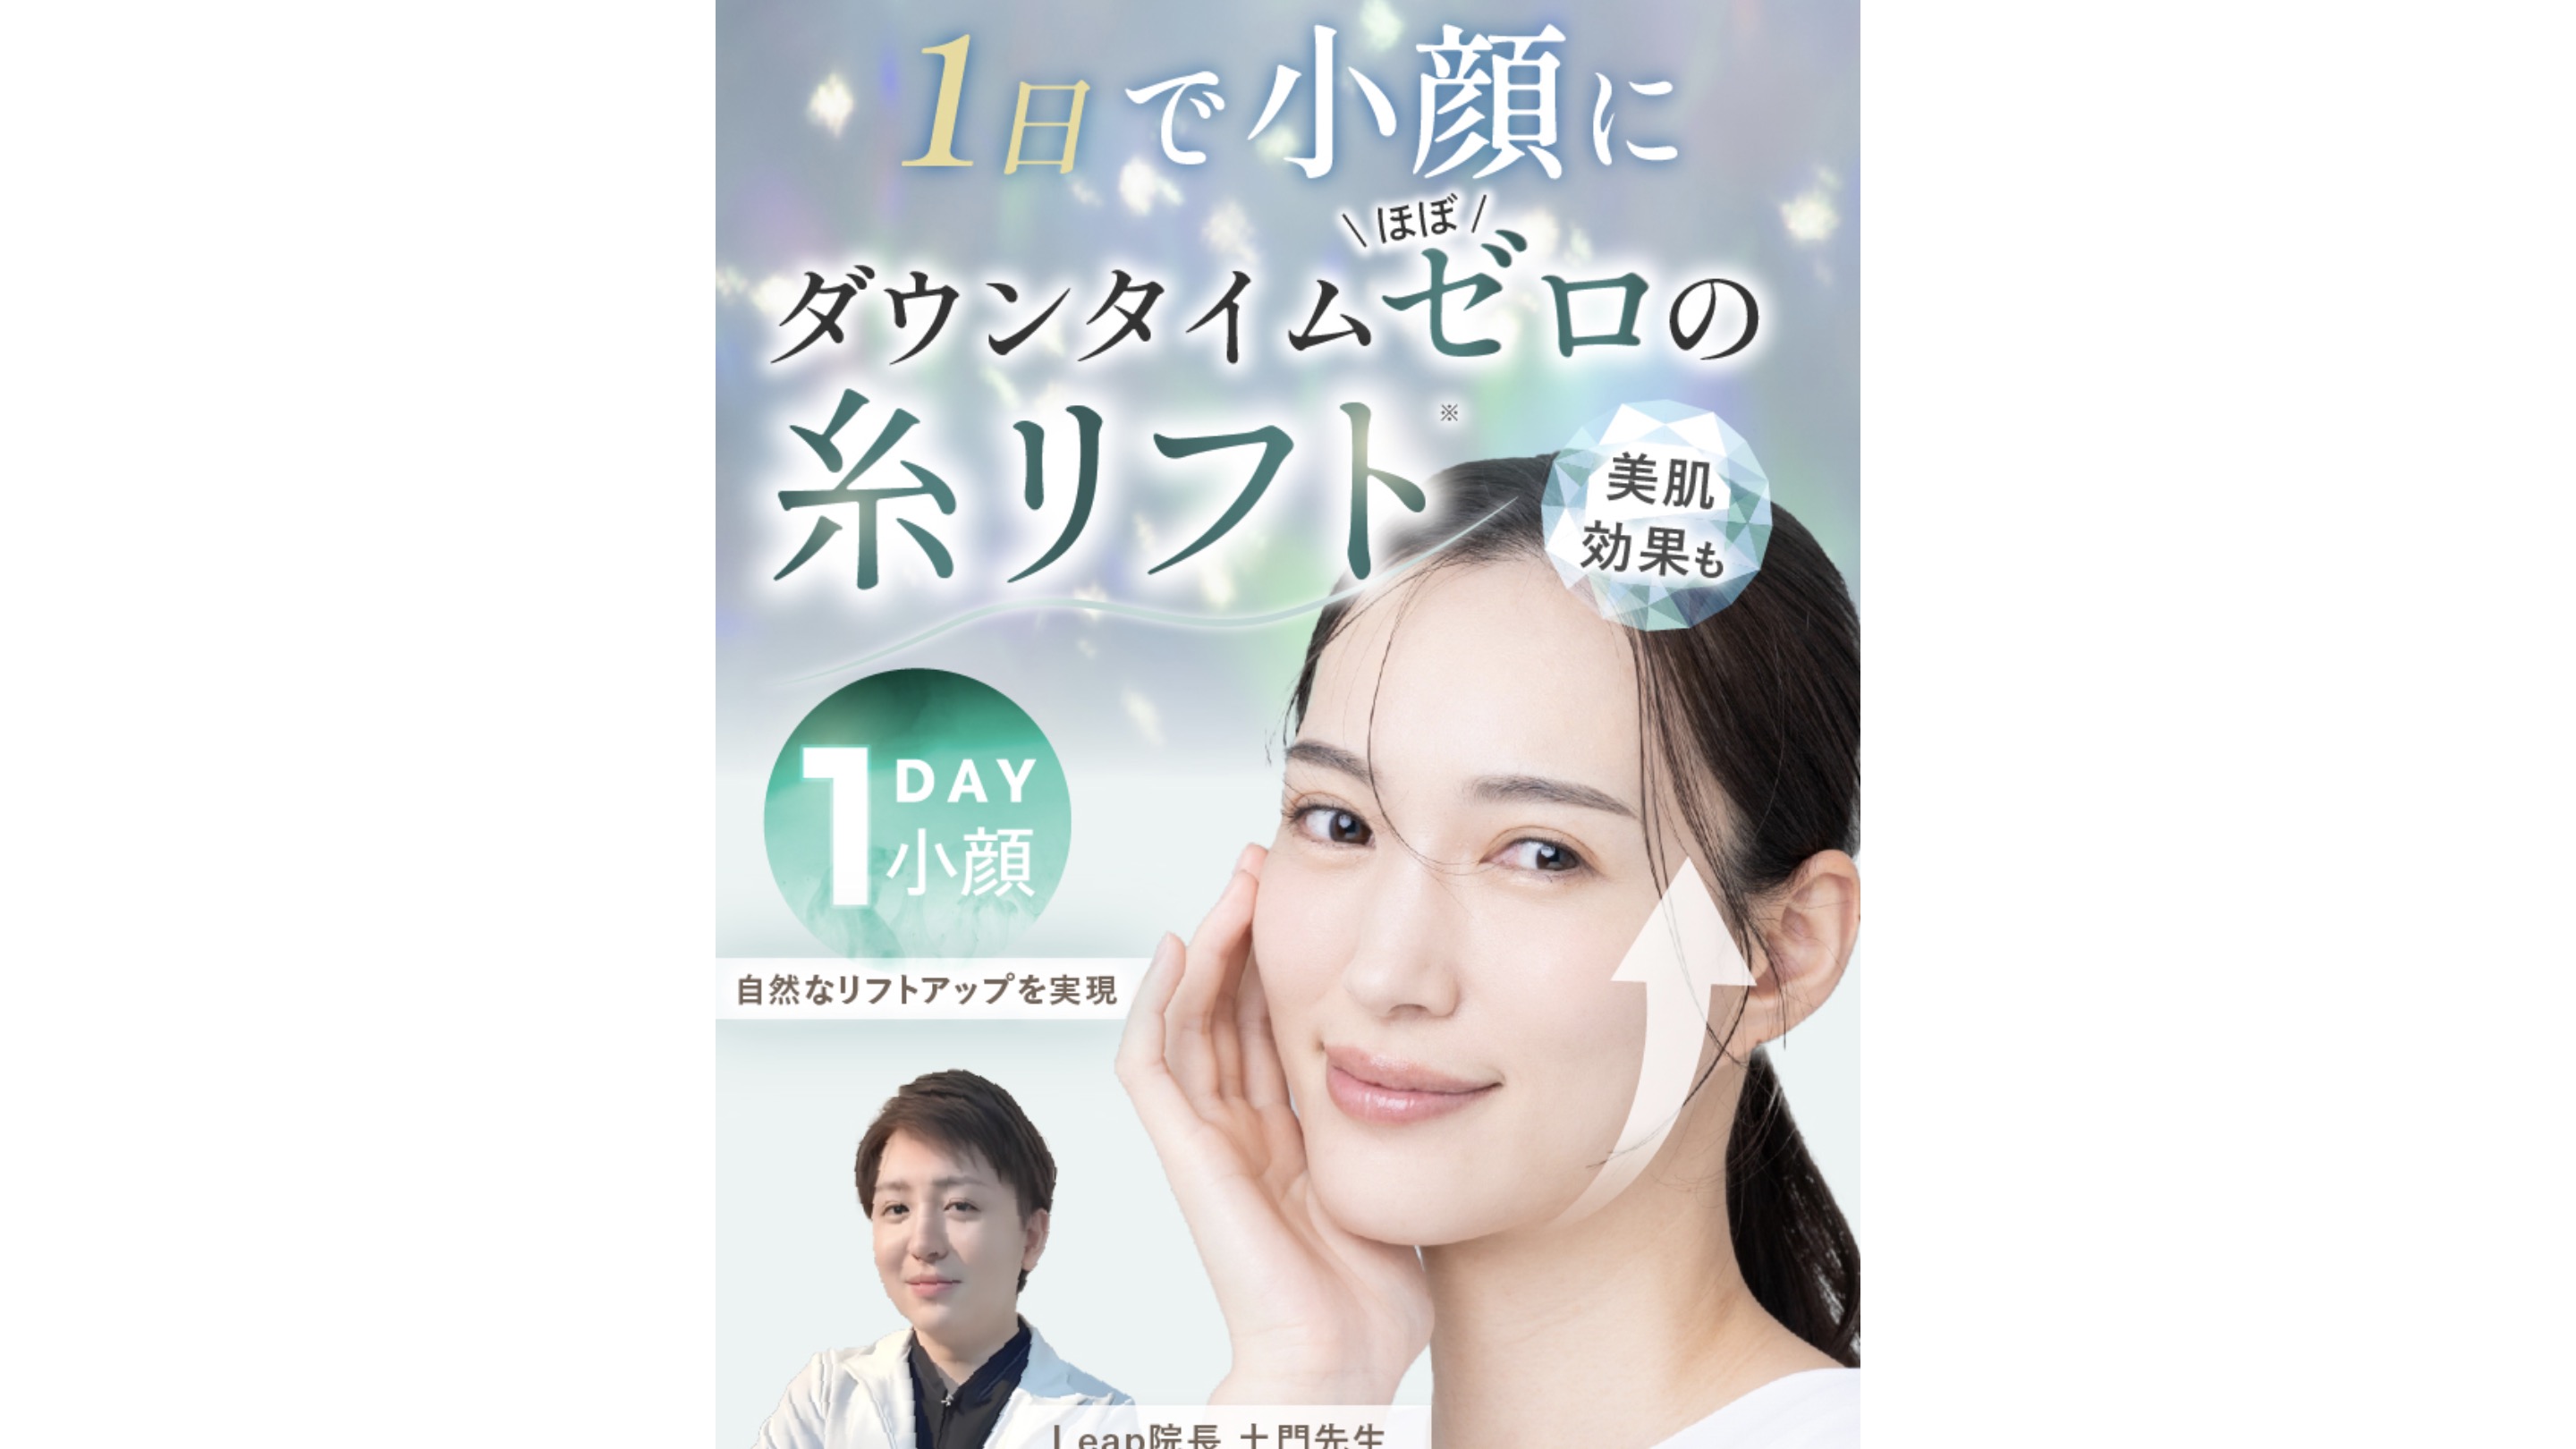 1日で小顔に
ほぼ
ダウンタイムゼロの
糸リフト※
美肌
効果も
1 DAY
小顔
自然なリフトアップを実現
Leap院長 土門先生